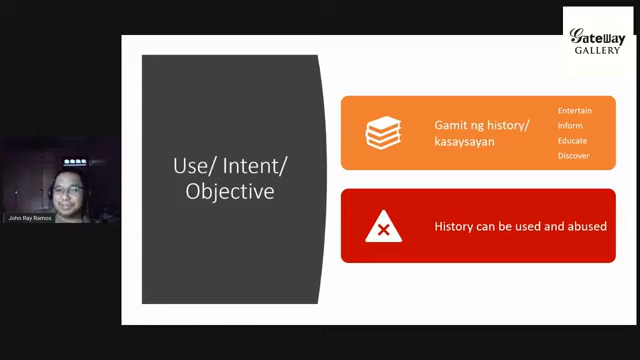 GateWay
GALLERY
Use/ Intent/
Objective
Gamit ng history/
kasaysayan
Entertain
Inform
Educate
Discover
History can be used and abused
John Ray Ramos